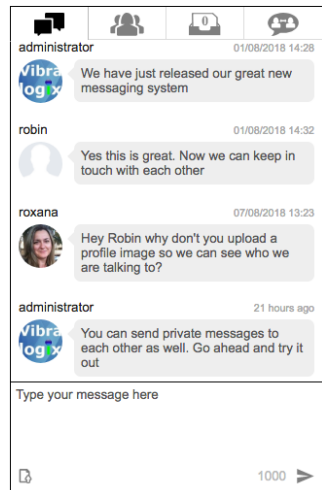 0
administrator 01/08/2018 14:28
Vibra
logix
We have just released our great new
messaging system
robin 01/08/2018 14:32
Yes this is great. Now we can keep in
touch with each other
roxana 07/08/2018 13:23
Hey Robin why don't you upload a
profile image so we can see who we
are talking to?
administrator 21 hours ago
Vibra
logix
You can send private messages to
each other as well. Go ahead and try it
out
Type your message here
1000